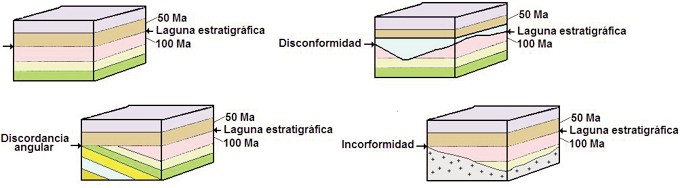 50 Ma
Laguna estratigráfica
100 Ma
50 Ma
Disconformidad
Laguna estratigráfica
100 Ma
50 Ma
Discordancia
angular
Laguna estratigráfica
100 Ma
50 Ma
Laguna estratigráfica
Incorformidad
100 Ma